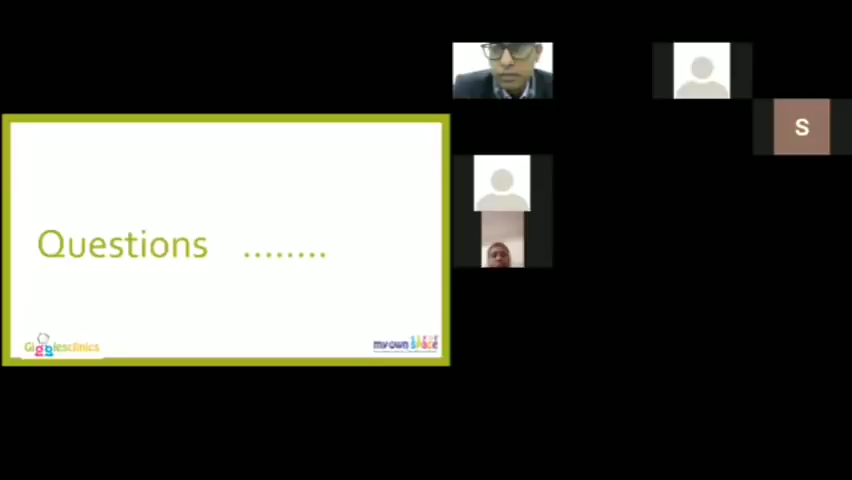 Questions ........
Gigglesclinics
my own space
S